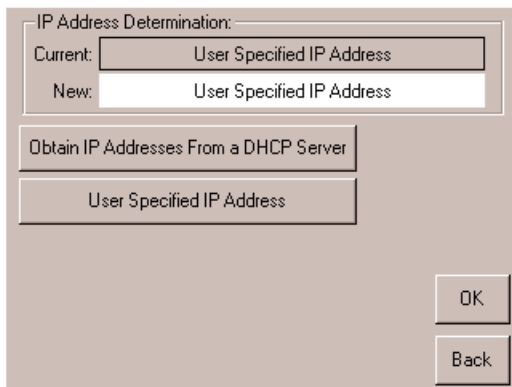 IP Address Determination:
Current: User Specified IP Address
New: User Specified IP Address
Obtain IP Addresses From a DHCP Server
User Specified IP Address
OK
Back